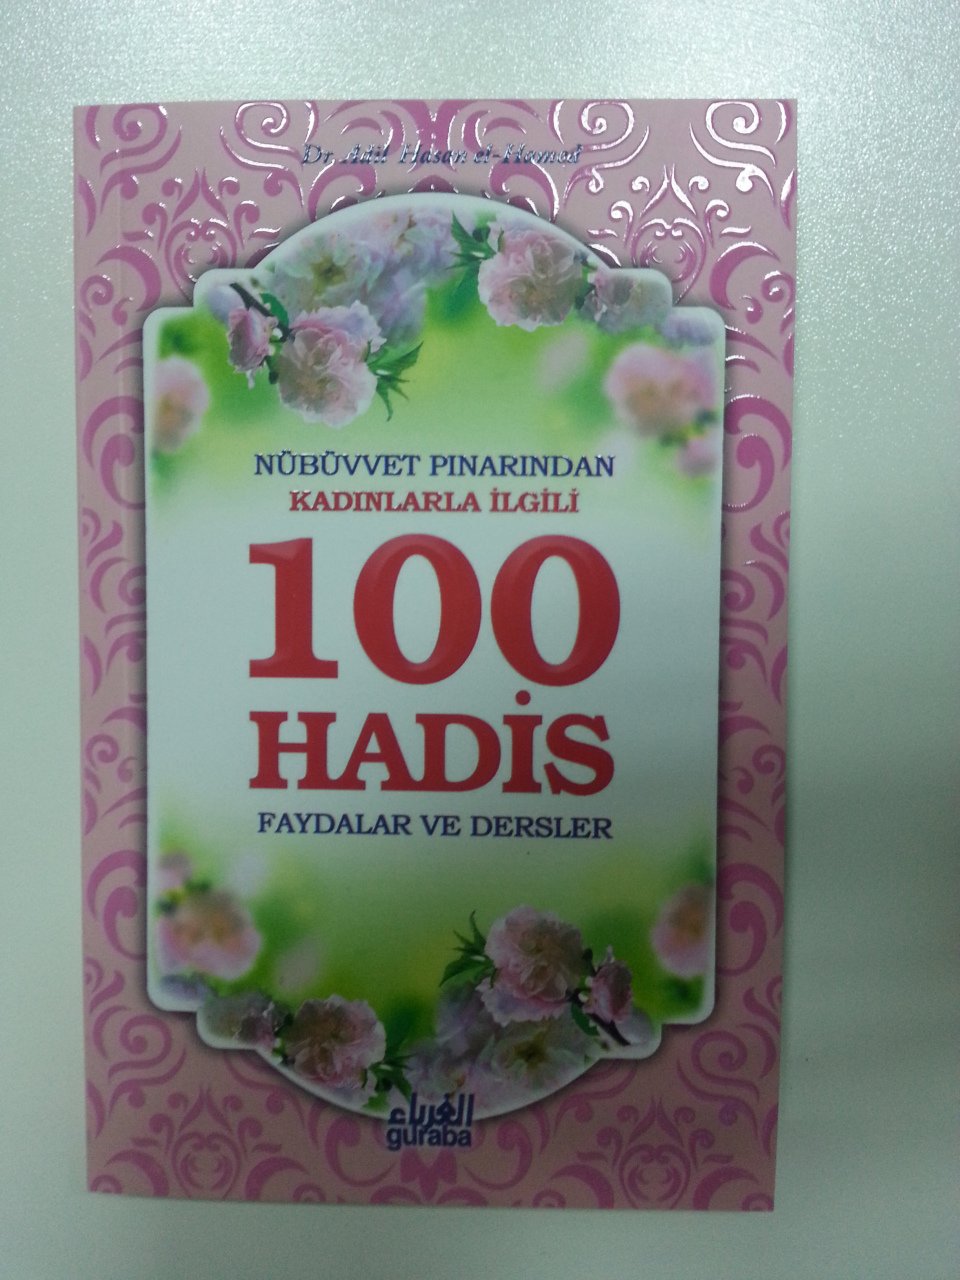 Dr. Adil Hasan el-Hamed
NÜBÜVVET PINARINDAN
KADINLARLA İLGİLİ
100
HADİS
FAYDALAR VE DERSLER
الغرباء
guraba